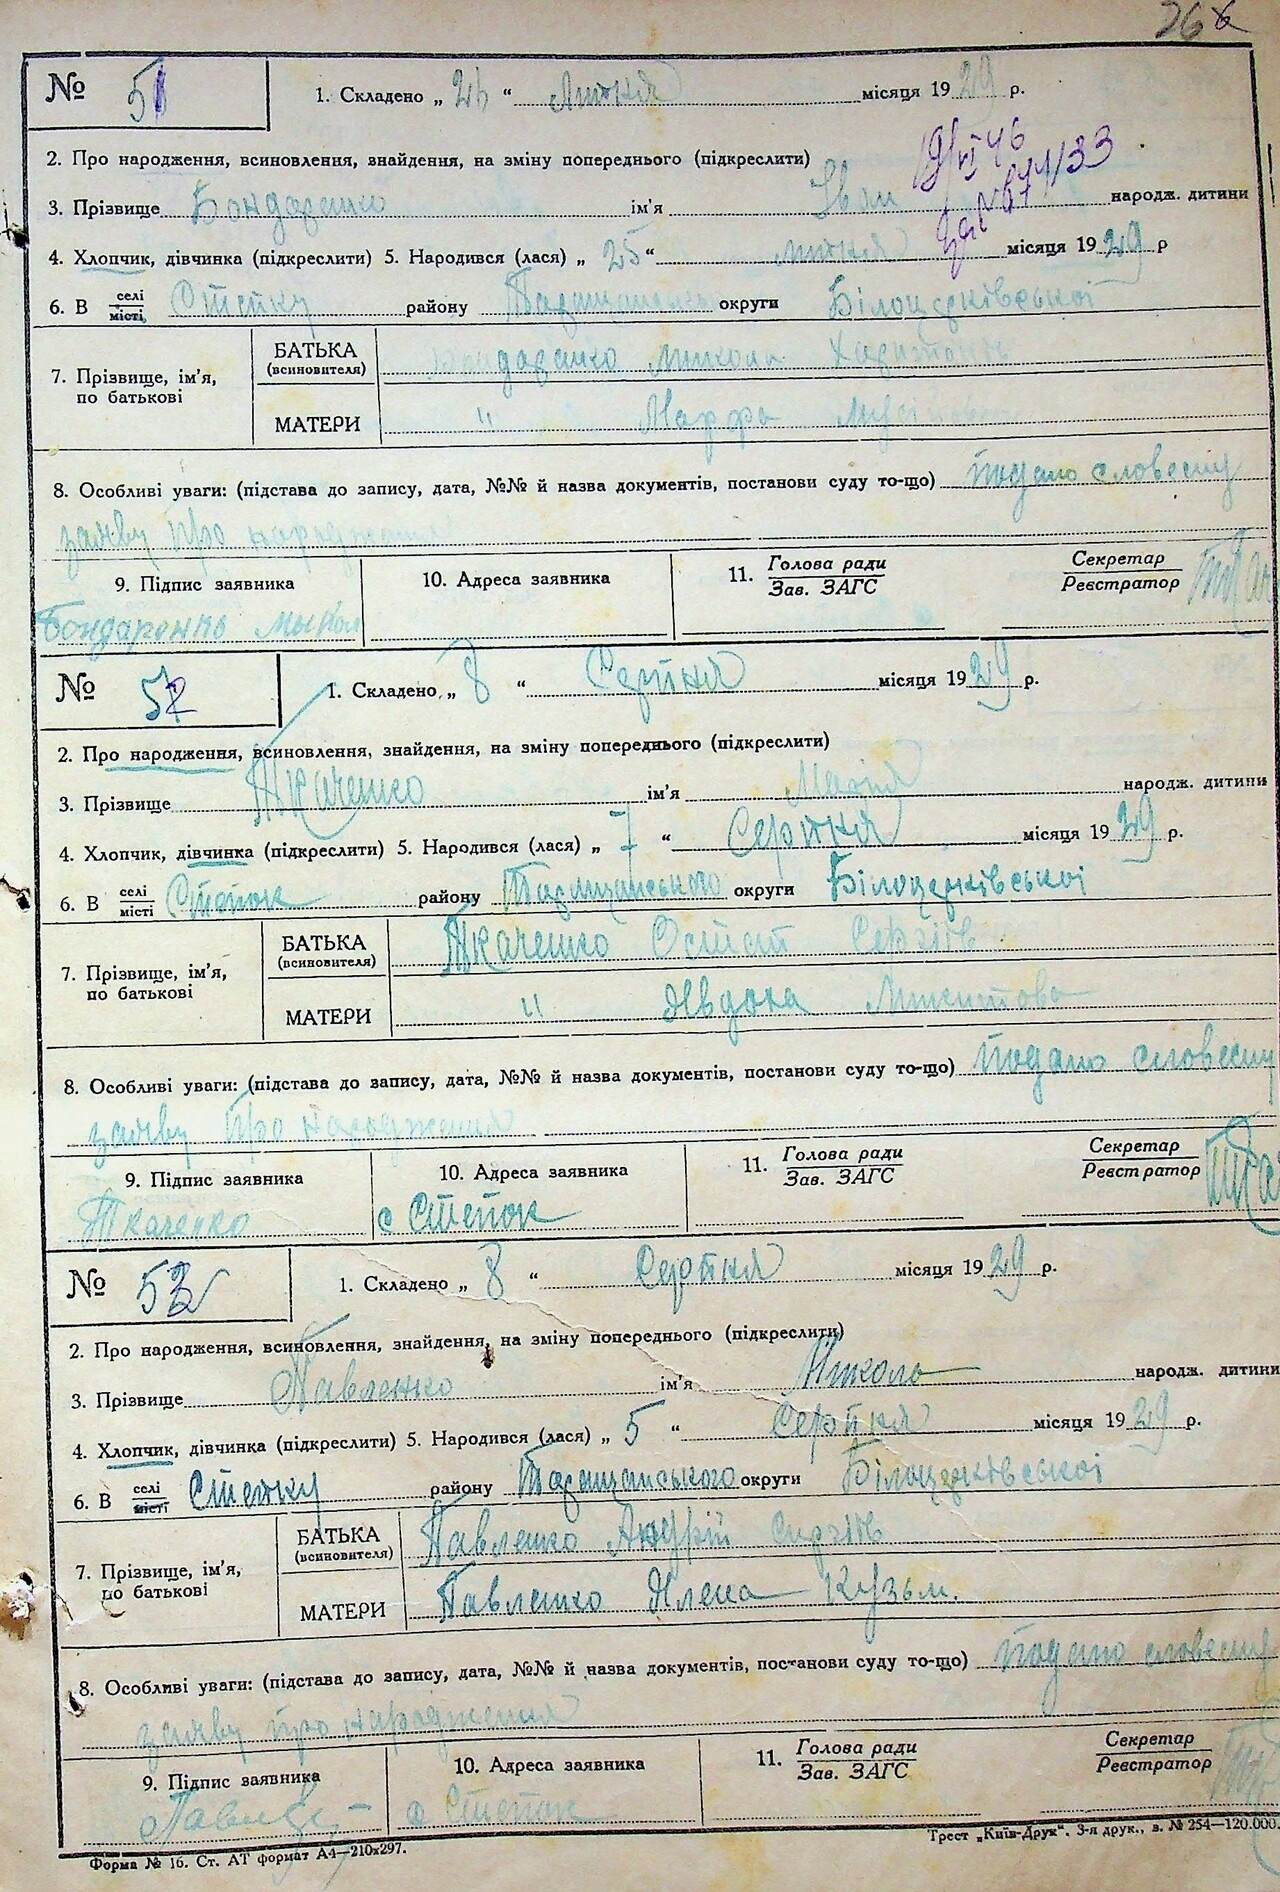 № 51 1. Складено „ “ Липня місяця 1929 р.
2. Про народження, всиновлення, знайдення, на зміну попереднього (підкреслити)
19/VI 46
3. Прізвище Бондаренко ім'я Іван народж. дитини
4. Хлопчик, дівчинка (підкреслити) 5. Народився (лася) „ 25 “ липня місяця 1929 р
6. В селі/місті Степку району Таращанськ округи Білоцерківської
7. Прізвище, ім'я, по батькові
БАТЬКА (всиновителя) Бондаренко Микола Харитонів
МАТЕРИ " Марфа
8. Особливі уваги: (підстава до запису, дата, №№ й назва документів, постанови суду то-що) подано словесну
заяву про народження
9. Підпис заявника 10. Адреса заявника 11. Голова ради/Зав. ЗАГС Секретар/Реєстратор
Бондаренко Мыкол
№ 52 1. Складено „ 8 “ Серпня місяця 1929 р.
2. Про народження, всиновлення, знайдення, на зміну попереднього (підкреслити)
3. Прізвище Ткаченко ім'я Марія народж. дитини
4. Хлопчик, дівчинка (підкреслити) 5. Народився (лася) „ 7 “ Серпня місяця 1929 р.
6. В селі/місті Степок району Таращанського округи Білоцерківської
7. Прізвище, ім'я, по батькові
БАТЬКА (всиновителя) Ткаченко Остап Сергіїв
МАТЕРИ " Явдоха Микитова
8. Особливі уваги: (підстава до запису, дата, №№ й назва документів, постанови суду то-що) подано словесну
заяву про народження
9. Підпис заявника 10. Адреса заявника 11. Голова ради/Зав. ЗАГС Секретар/Реєстратор
Ткаченко с Степок
№ 53 1. Складено „ 8 “ Серпня місяця 1929 р.
2. Про народження, всиновлення, знайдення, на зміну попереднього (підкреслити)
3. Прізвище Павленко ім'я Микола народж. дитини
4. Хлопчик, дівчинка (підкреслити) 5. Народився (лася) „ 5 “ Серпня місяця 1929 р.
6. В селі/місті Степку району Таращанського округи Білоцерківської
7. Прізвище, ім'я, по батькові
БАТЬКА (всиновителя) Павленко Андрій
МАТЕРИ Павленко Ялена Кузьм.
8. Особливі уваги: (підстава до запису, дата, №№ й назва документів, постанови суду то-що) подано словесну
заяву про народження
9. Підпис заявника 10. Адреса заявника 11. Голова ради/Зав. ЗАГС Секретар/Реєстратор
с Степок
Форма № 16. Ст. АТ формат А4—210х297. Трест „Київ-Друк“. 3-я друк., в. № 254—120.000.